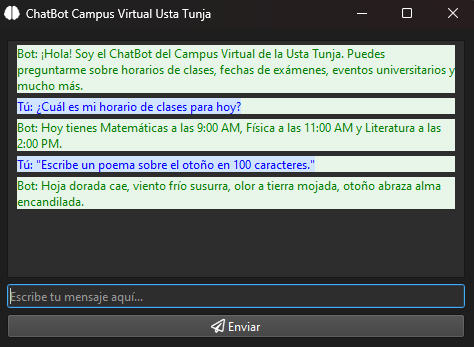 ChatBot Campus Virtual Usta Tunja
Bot: ¡Hola! Soy el ChatBot del Campus Virtual de la Usta Tunja. Puedes
preguntarme sobre horarios de clases, fechas de exámenes, eventos universitarios y
mucho más.
Tú: ¿Cuál es mi horario de clases para hoy?
Bot: Hoy tienes Matemáticas a las 9:00 AM, Física a las 11:00 AM y Literatura a las
2:00 PM.
Tú: "Escribe un poema sobre el otoño en 100 caracteres."
Bot: Hoja dorada cae, viento frío susurra, olor a tierra mojada, otoño abraza alma
encandilada.
Escribe tu mensaje aquí...
Enviar